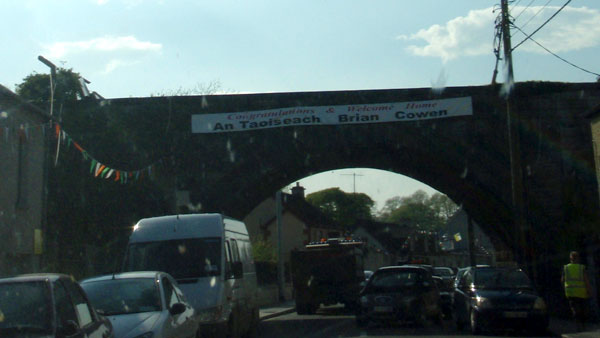 Congratulations & Welcome Home
An Taoiseach Brian Cowen